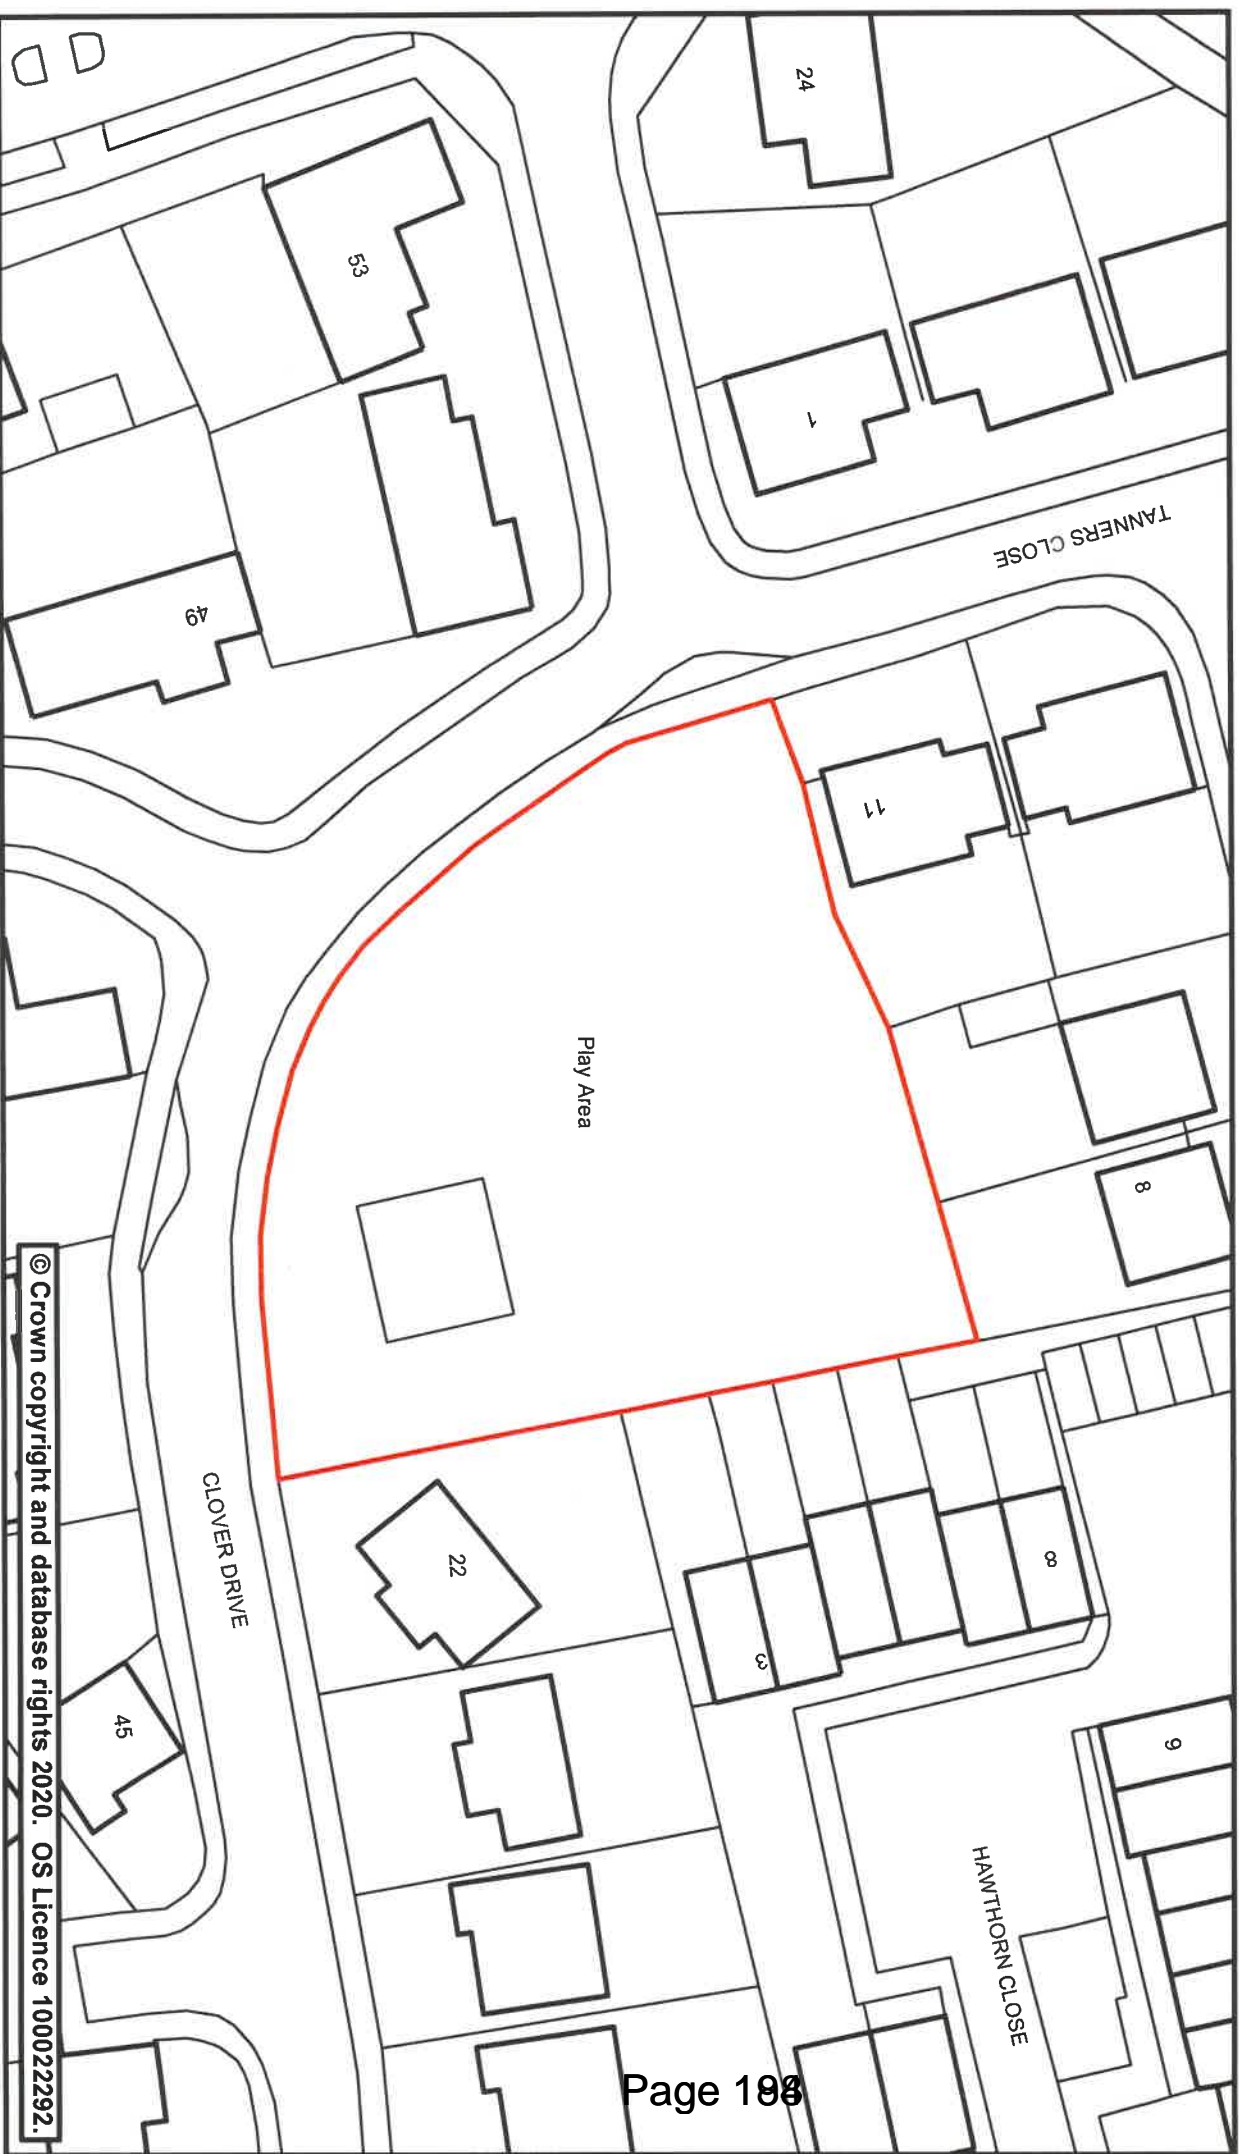 24
53
1
TANNERS CLOSE
49
11
Play Area
8
22
8
3
CLOVER DRIVE
45
9
HAWTHORN CLOSE
© Crown copyright and database rights 2020. OS Licence 100022292.
Page